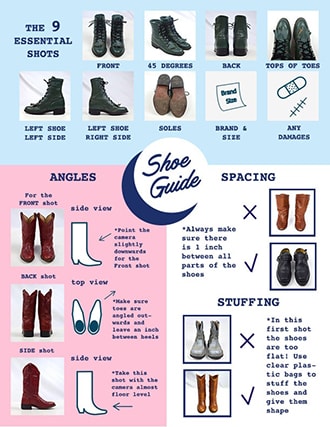 THE 9
ESSENTIAL
SHOTS
FRONT
45 DEGREES
BACK
TOPS OF TOES
Brand
Size
LEFT SHOE
LEFT SIDE
LEFT SHOE
RIGHT SIDE
SOLES
BRAND &
SIZE
ANY
DAMAGES
Shoe
Guide
ANGLES
For the
FRONT shot
side view
*Point the
camera
slightly
downwards
for the
Front shot
BACK shot
top view
*Make sure
toes are
angled out-
wards and
leave an inch
between heels
SIDE shot
side view
*Take this
shot with the
camera almost
floor level
SPACING
*Always make
sure there
is 1 inch
between all
parts of the
shoes
STUFFING
*In this
first shot
the shoes
are too
flat! Use
clear plas-
tic bags to
stuff the
shoes and
give them
shape